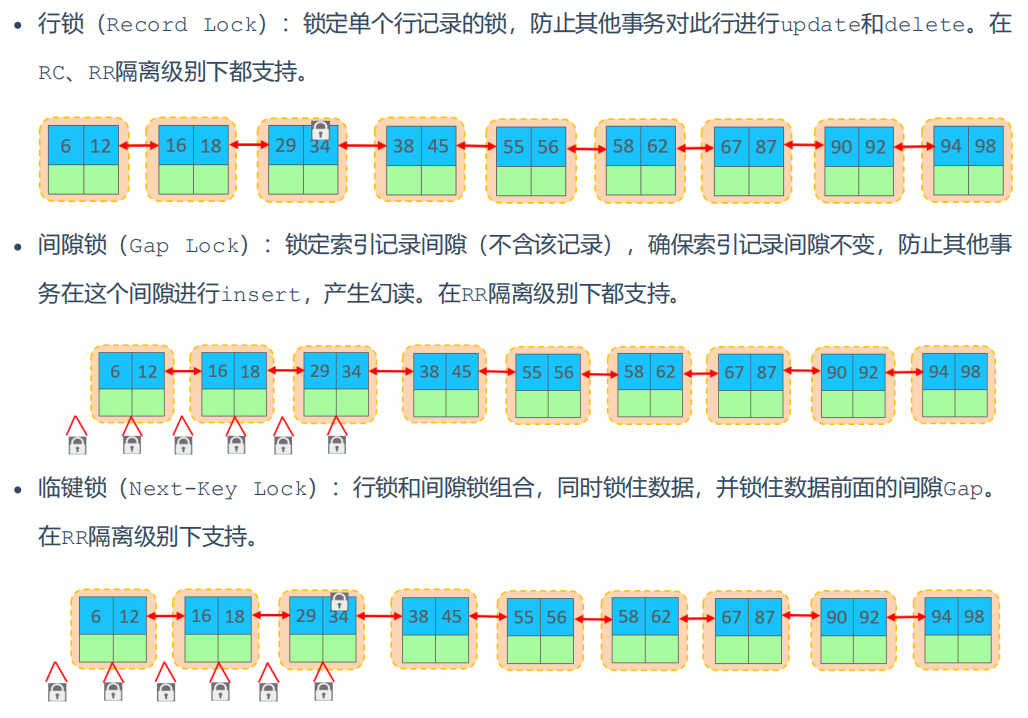 • 行锁（Record Lock）：锁定单个行记录的锁，防止其他事务对此行进行update和delete。在
RC、RR隔离级别下都支持。
6 12 16 18 29 34 38 45 55 56 58 62 67 87 90 92 94 98
• 间隙锁（Gap Lock）：锁定索引记录间隙（不含该记录），确保索引记录间隙不变，防止其他事
务在这个间隙进行insert，产生幻读。在RR隔离级别下都支持。
6 12 16 18 29 34 38 45 55 56 58 62 67 87 90 92 94 98
• 临键锁（Next-Key Lock）：行锁和间隙锁组合，同时锁住数据，并锁住数据前面的间隙Gap。
在RR隔离级别下支持。
6 12 16 18 29 34 38 45 55 56 58 62 67 87 90 92 94 98